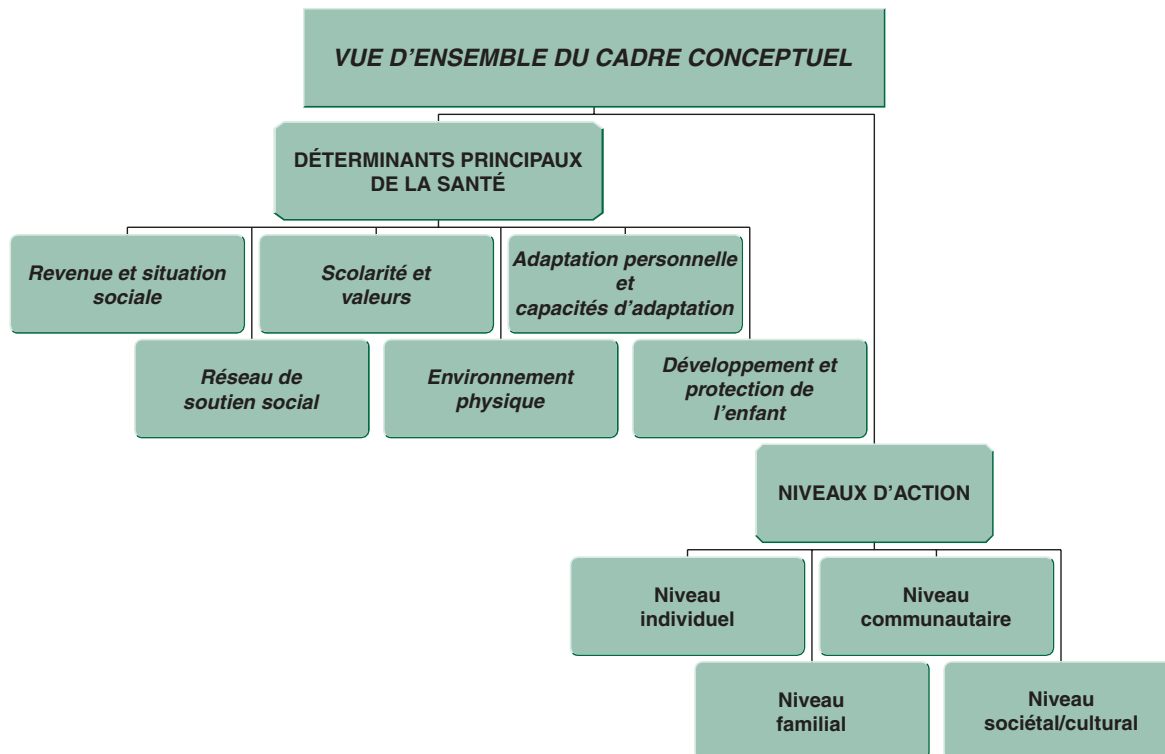 VUE D’ENSEMBLE DU CADRE CONCEPTUEL
DÉTERMINANTS PRINCIPAUX
DE LA SANTÉ
Revenue et situation
sociale
Scolarité et
valeurs
Adaptation personnelle
et
capacités d’adaptation
Réseau de
soutien social
Environnement
physique
Développement et
protection de
l’enfant
NIVEAUX D’ACTION
Niveau
individuel
Niveau
communautaire
Niveau
familial
Niveau
sociétal/cultural